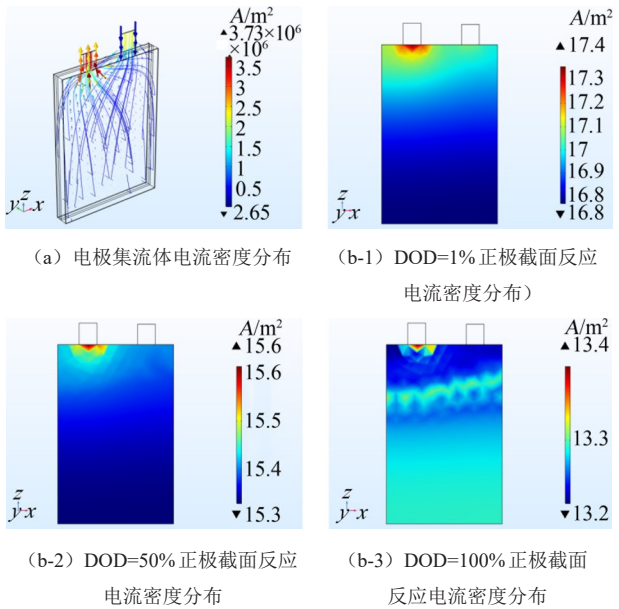 A/m²
▲3.73×10⁶
×10⁶
3.5
3
2.5
2
1.5
1
0.5
▼2.65
z
y x
（a）电极集流体电流密度分布
A/m²
▲17.4
17.3
17.2
17.1
17
16.9
16.8
▼16.8
z
y x
（b-1）DOD=1%正极截面反应
电流密度分布）
A/m²
▲15.6
15.6
15.5
15.4
▼15.3
z
y x
（b-2）DOD=50%正极截面反应
电流密度分布
A/m²
▲13.4
13.3
▼13.2
z
y x
（b-3）DOD=100%正极截面
反应电流密度分布